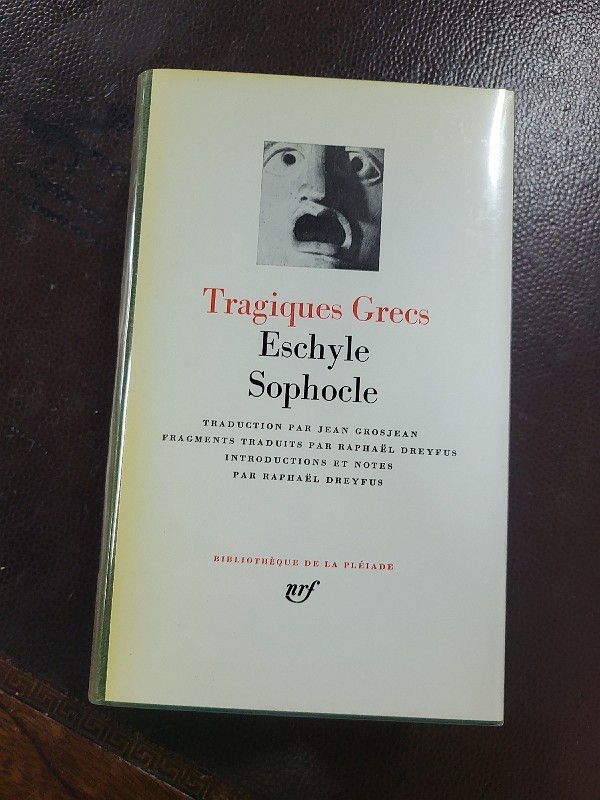 Tragiques Grecs
Eschyle
Sophocle
TRADUCTION PAR JEAN GROSJEAN
FRAGMENTS TRADUITS PAR RAPHAËL DREYFUS
INTRODUCTIONS ET NOTES
PAR RAPHAËL DREYFUS
BIBLIOTHÈQUE DE LA PLÉIADE
nrf